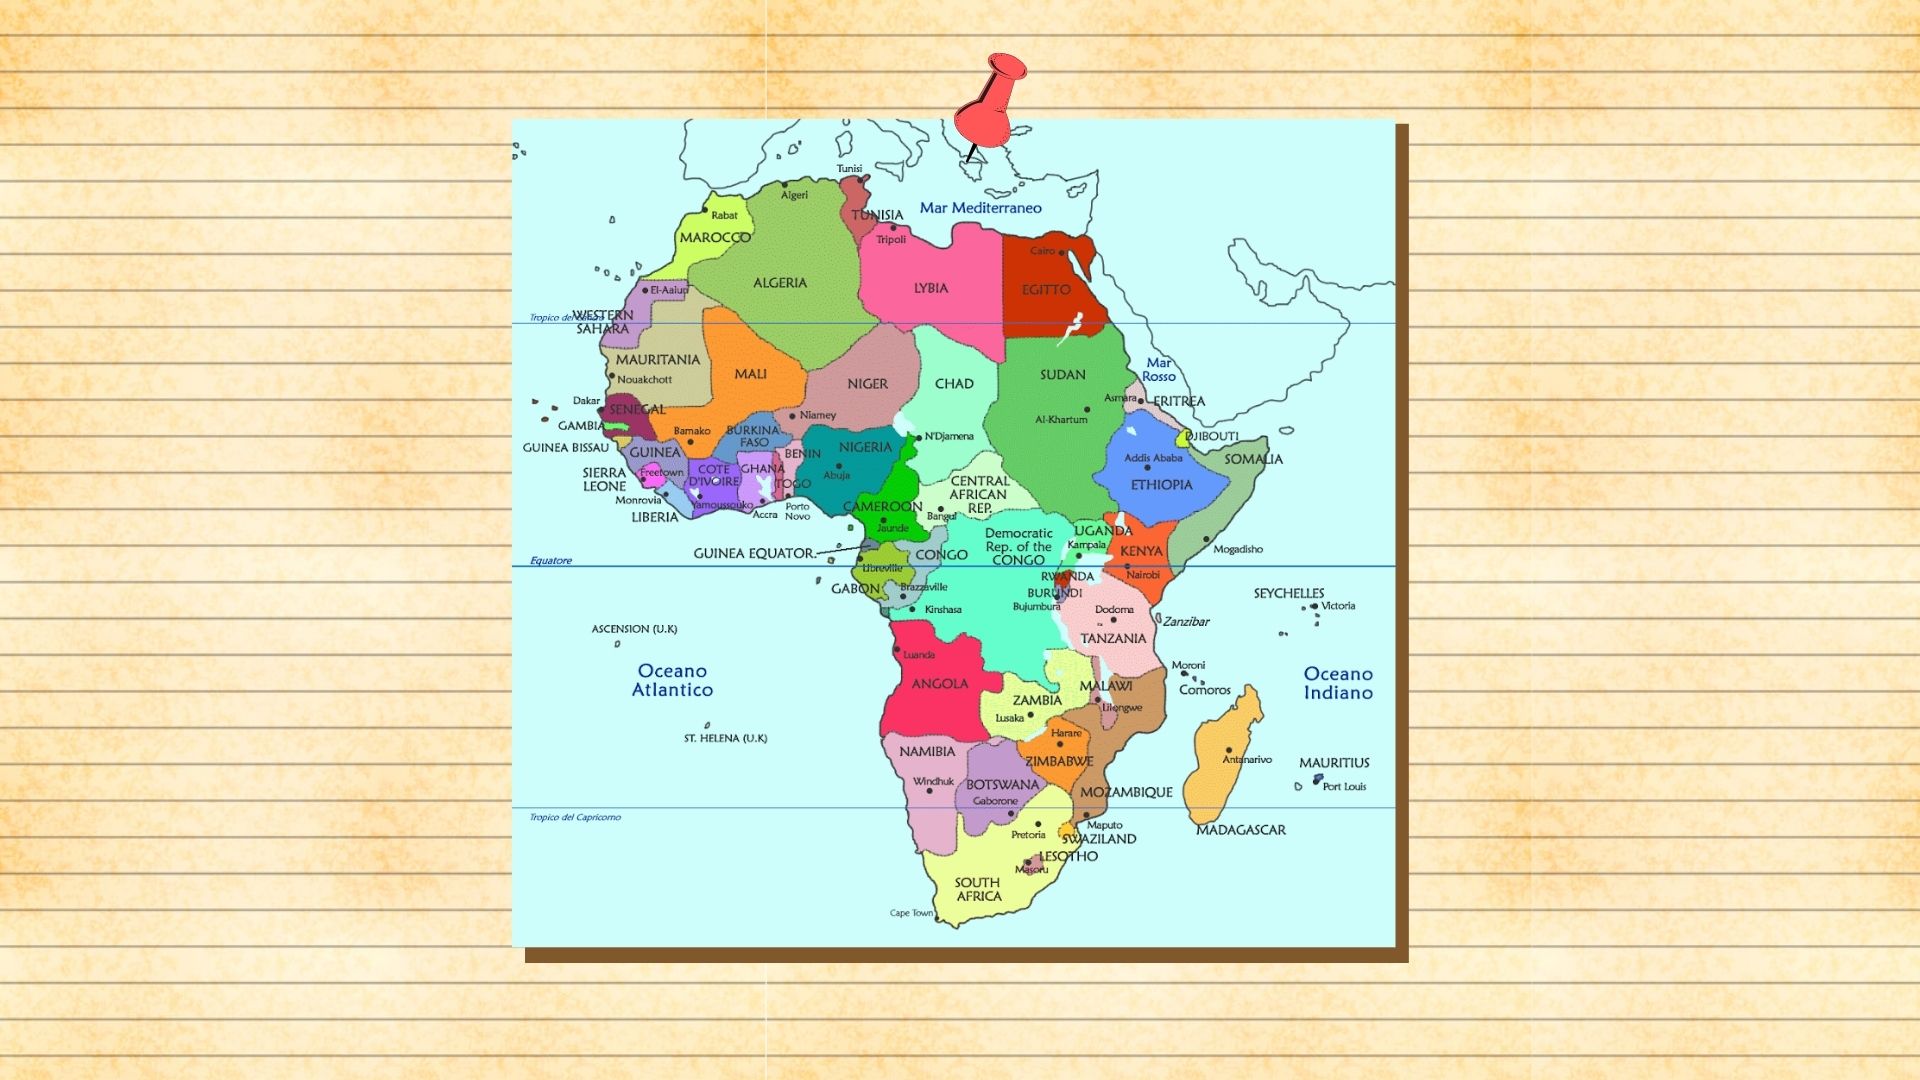 Tunisi
Algeri
Mar Mediterraneo
Rabat
TUNISIA
MAROCCO
Tripoli
Cairo
ALGERIA
LYBIA
EGITTO
El-Aaiun
WESTERN
SAHARA
MAURITANIA
Nouakchott
MALI
NIGER
CHAD
SUDAN
Mar
Rosso
Dakar
SENEGAL
Asmara
ERITREA
GAMBIA
Niamey
Al-Khartum
GUINEA BISSAU
Bamako
BURKINA
FASO
N'Djamena
DJIBOUTI
GUINEA
BENIN
NIGERIA
Addis Ababa
SOMALIA
SIERRA
LEONE
Freetown
COTE
D'IVOIRE
GHANA
TOGO
Abuja
CENTRAL
AFRICAN
REP.
ETHIOPIA
Monrovia
Yamoussouko
LIBERIA
Accra
Porto
Novo
CAMEROON
Jaunde
Bangui
Democratic
Rep. of the
CONGO
UGANDA
Kampala
KENYA
Mogadisho
GUINEA EQUATOR.
CONGO
Equatore
Libreville
Nairobi
GABON
Brazzaville
RWANDA
BURUNDI
Bujumbura
Kinshasa
Dodoma
SEYCHELLES
Victoria
Zanzibar
ASCENSION (U.K)
TANZANIA
Luanda
Oceano
Atlantico
ANGOLA
Moroni
Comoros
Oceano
Indiano
MALAWI
ZAMBIA
Lilongwe
Lusaka
ST. HELENA (U.K)
Harare
NAMIBIA
ZIMBABWE
Antanarivo
MAURITIUS
Port Louis
Windhuk
BOTSWANA
MOZAMBIQUE
Gaborone
Tropico del Capricorno
Pretoria
Maputo
SWAZILAND
MADAGASCAR
LESOTHO
Masoru
SOUTH
AFRICA
Cape Town